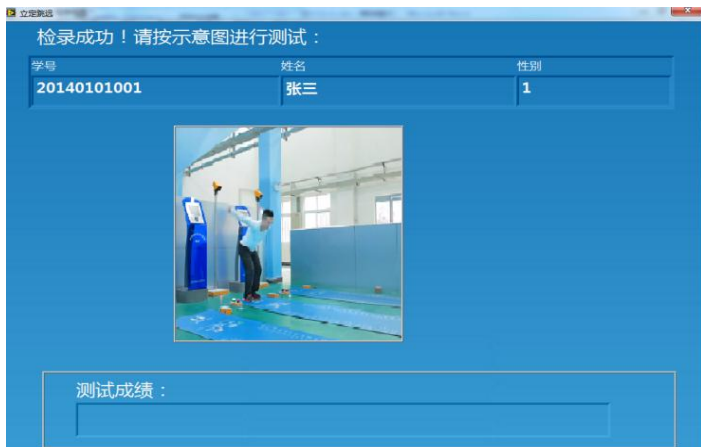 立定跳远
检录成功！请按示意图进行测试：
学号 姓名 性别
20140101001 张三 1
测试成绩：